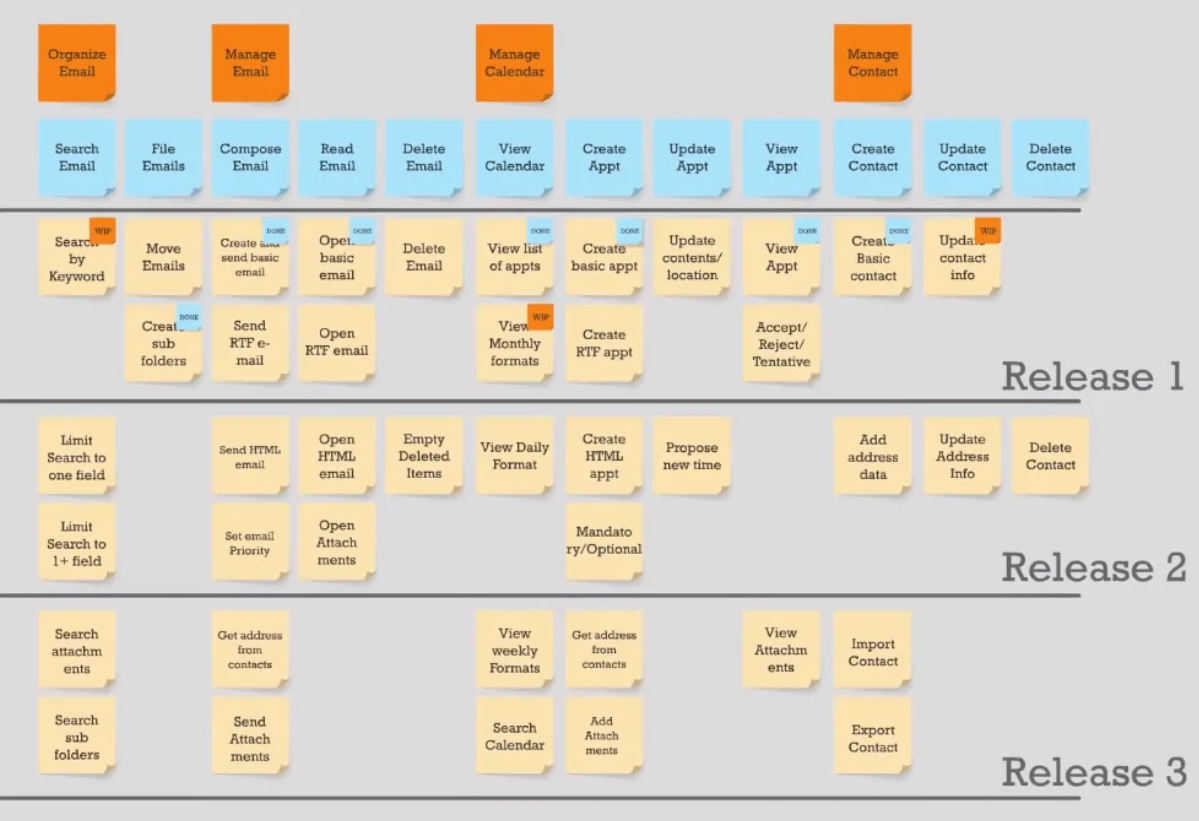 Organize
Email
Manage
Email
Manage
Calendar
Manage
Contact
Search
Email
File
Emails
Compose
Email
Read
Email
Delete
Email
View
Calendar
Create
Appt
Update
Appt
View
Appt
Create
Contact
Update
Contact
Delete
Contact
WIP
Search
by
Keyword
Move
Emails
DONE
Create and
send basic
email
DONE
Open
basic
email
Delete
Email
DONE
View list
of appts
DONE
Create
basic appt
Update
contents/
location
DONE
View
Appt
DONE
Create
Basic
contact
WIP
Update
contact
info
DONE
Create
sub
folders
Send
RTF e-
mail
Open
RTF email
WIP
View
Monthly
formats
Create
RTF appt
Accept/
Reject/
Tentative
Release 1
Limit
Search to
one field
Send HTML
email
Open
HTML
email
Empty
Deleted
Items
View Daily
Format
Create
HTML
appt
Propose
new time
Add
address
data
Update
Address
Info
Delete
Contact
Limit
Search to
1+ field
Set email
Priority
Open
Attach
ments
Mandato
ry/Optional
Release 2
Search
attachm
ents
Get address
from
contacts
View
weekly
Formats
Get address
from
contacts
View
Attachm
ents
Import
Contact
Search
sub
folders
Send
Attach
ments
Search
Calendar
Add
Attach
ments
Export
Contact
Release 3